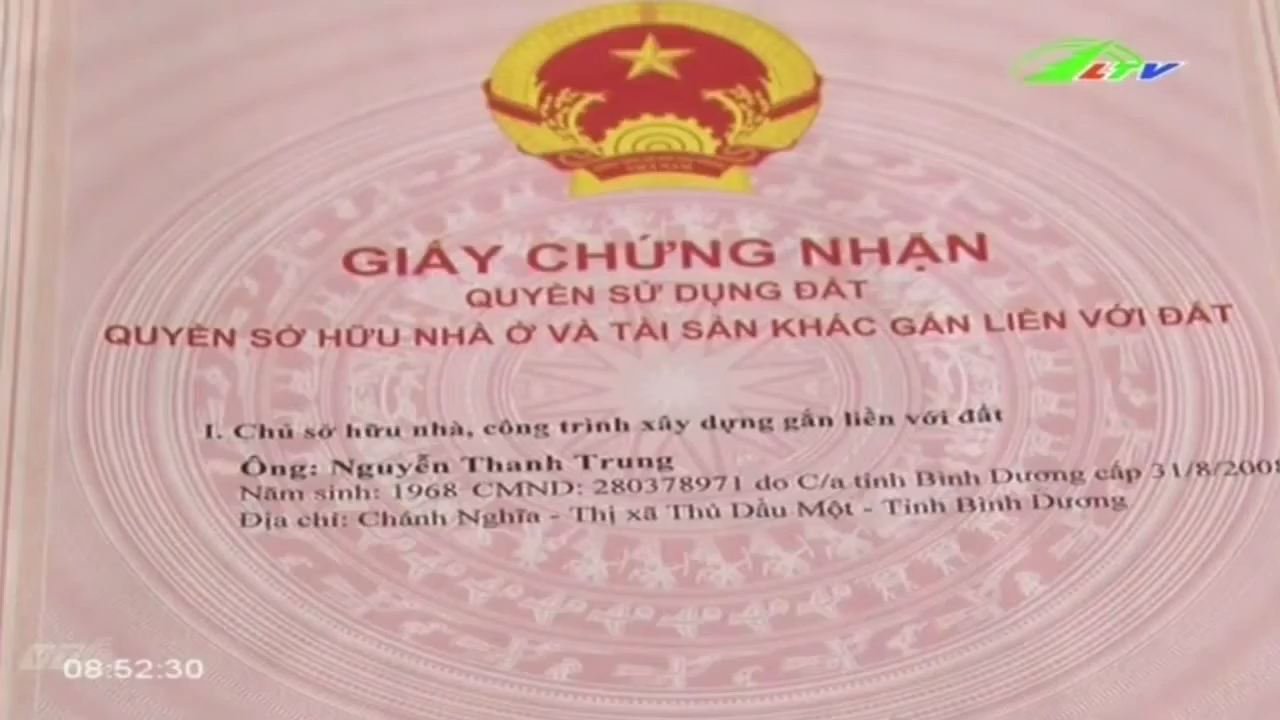 LTV
VIỆT NAM
GIẤY CHỨNG NHẬN
QUYỀN SỬ DỤNG ĐẤT
QUYỀN SỞ HỮU NHÀ Ở VÀ TÀI SẢN KHÁC GẮN LIỀN VỚI ĐẤT
I. Chủ sở hữu nhà, công trình xây dựng gắn liền với đất
Ông: Nguyễn Thanh Trung
Năm sinh: 1968 CMND: 280378971 do C/a tỉnh Bình Dương cấp 31/8/2008
Địa chỉ: Chánh Nghĩa - Thị xã Thủ Dầu Một - Tỉnh Bình Dương
08:52:30